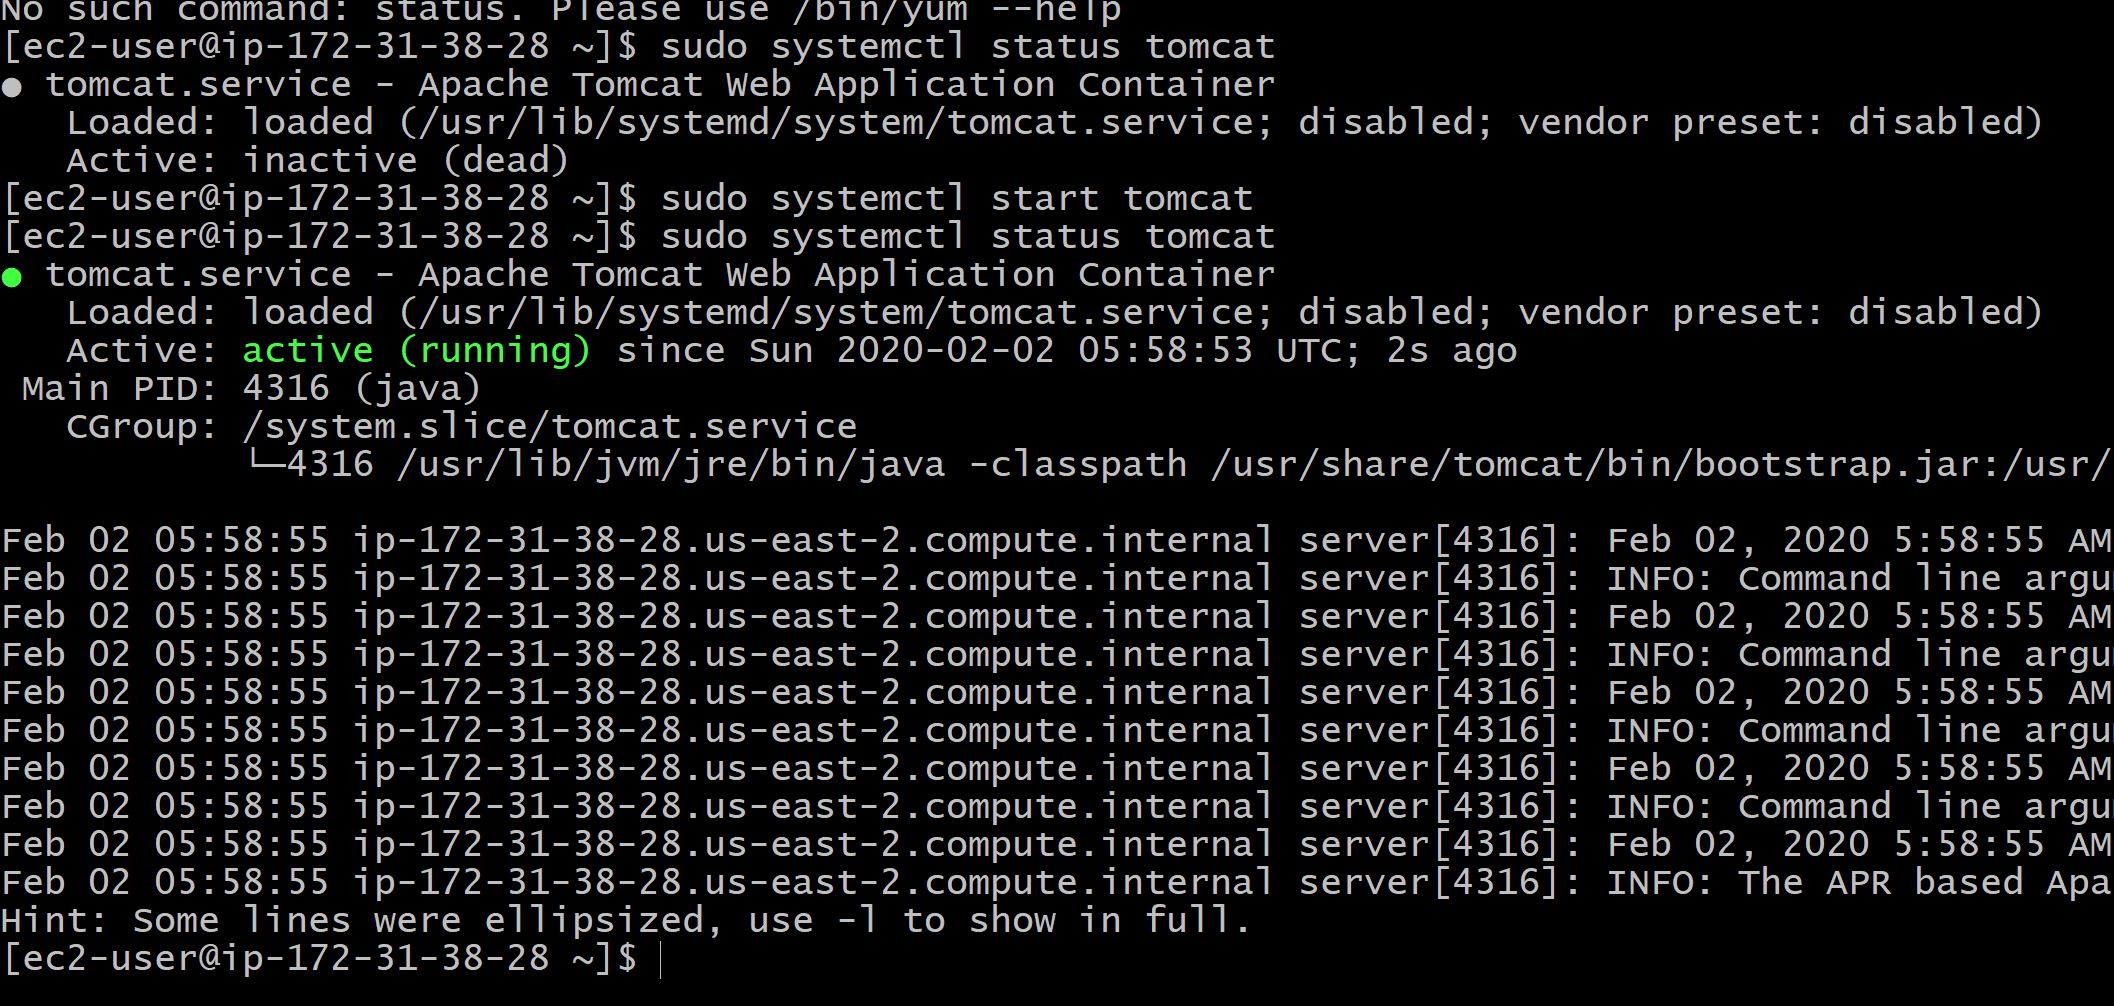 No such command: status. Please use /bin/yum --help
[ec2-user@ip-172-31-38-28 ~]$ sudo systemctl status tomcat
● tomcat.service - Apache Tomcat Web Application Container
   Loaded: loaded (/usr/lib/systemd/system/tomcat.service; disabled; vendor preset: disabled)
   Active: inactive (dead)
[ec2-user@ip-172-31-38-28 ~]$ sudo systemctl start tomcat
[ec2-user@ip-172-31-38-28 ~]$ sudo systemctl status tomcat
● tomcat.service - Apache Tomcat Web Application Container
   Loaded: loaded (/usr/lib/systemd/system/tomcat.service; disabled; vendor preset: disabled)
   Active: active (running) since Sun 2020-02-02 05:58:53 UTC; 2s ago
 Main PID: 4316 (java)
   CGroup: /system.slice/tomcat.service
           └─4316 /usr/lib/jvm/jre/bin/java -classpath /usr/share/tomcat/bin/bootstrap.jar:/usr/
Feb 02 05:58:55 ip-172-31-38-28.us-east-2.compute.internal server[4316]: Feb 02, 2020 5:58:55 AM
Feb 02 05:58:55 ip-172-31-38-28.us-east-2.compute.internal server[4316]: INFO: Command line argu
Feb 02 05:58:55 ip-172-31-38-28.us-east-2.compute.internal server[4316]: Feb 02, 2020 5:58:55 AM
Feb 02 05:58:55 ip-172-31-38-28.us-east-2.compute.internal server[4316]: INFO: Command line argu
Feb 02 05:58:55 ip-172-31-38-28.us-east-2.compute.internal server[4316]: Feb 02, 2020 5:58:55 AM
Feb 02 05:58:55 ip-172-31-38-28.us-east-2.compute.internal server[4316]: INFO: Command line argu
Feb 02 05:58:55 ip-172-31-38-28.us-east-2.compute.internal server[4316]: Feb 02, 2020 5:58:55 AM
Feb 02 05:58:55 ip-172-31-38-28.us-east-2.compute.internal server[4316]: INFO: Command line argu
Feb 02 05:58:55 ip-172-31-38-28.us-east-2.compute.internal server[4316]: Feb 02, 2020 5:58:55 AM
Feb 02 05:58:55 ip-172-31-38-28.us-east-2.compute.internal server[4316]: INFO: The APR based Apa
Hint: Some lines were ellipsized, use -l to show in full.
[ec2-user@ip-172-31-38-28 ~]$